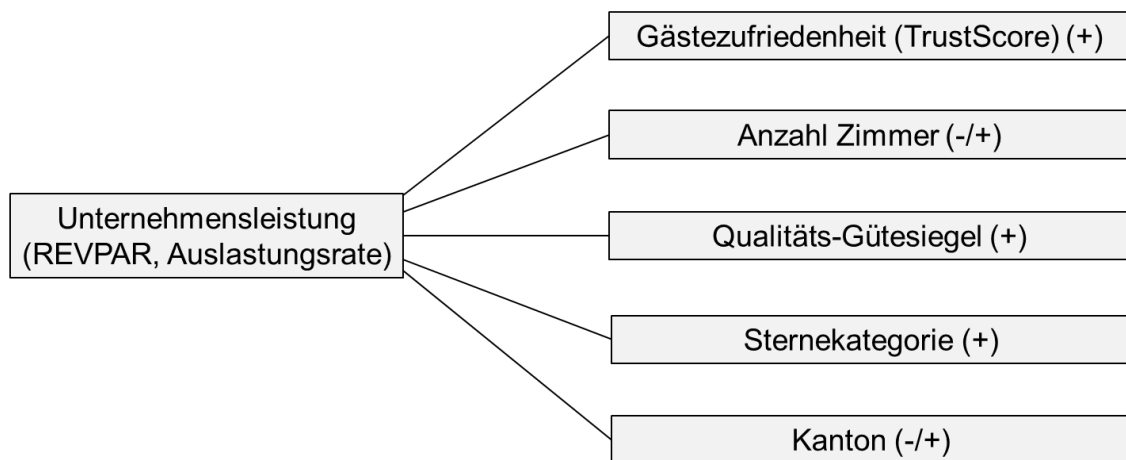 Gästezufriedenheit (TrustScore) (+)
Anzahl Zimmer (-/+)
Unternehmensleistung
(REVPAR, Auslastungsrate)
Qualitäts-Gütesiegel (+)
Sternekategorie (+)
Kanton (-/+)